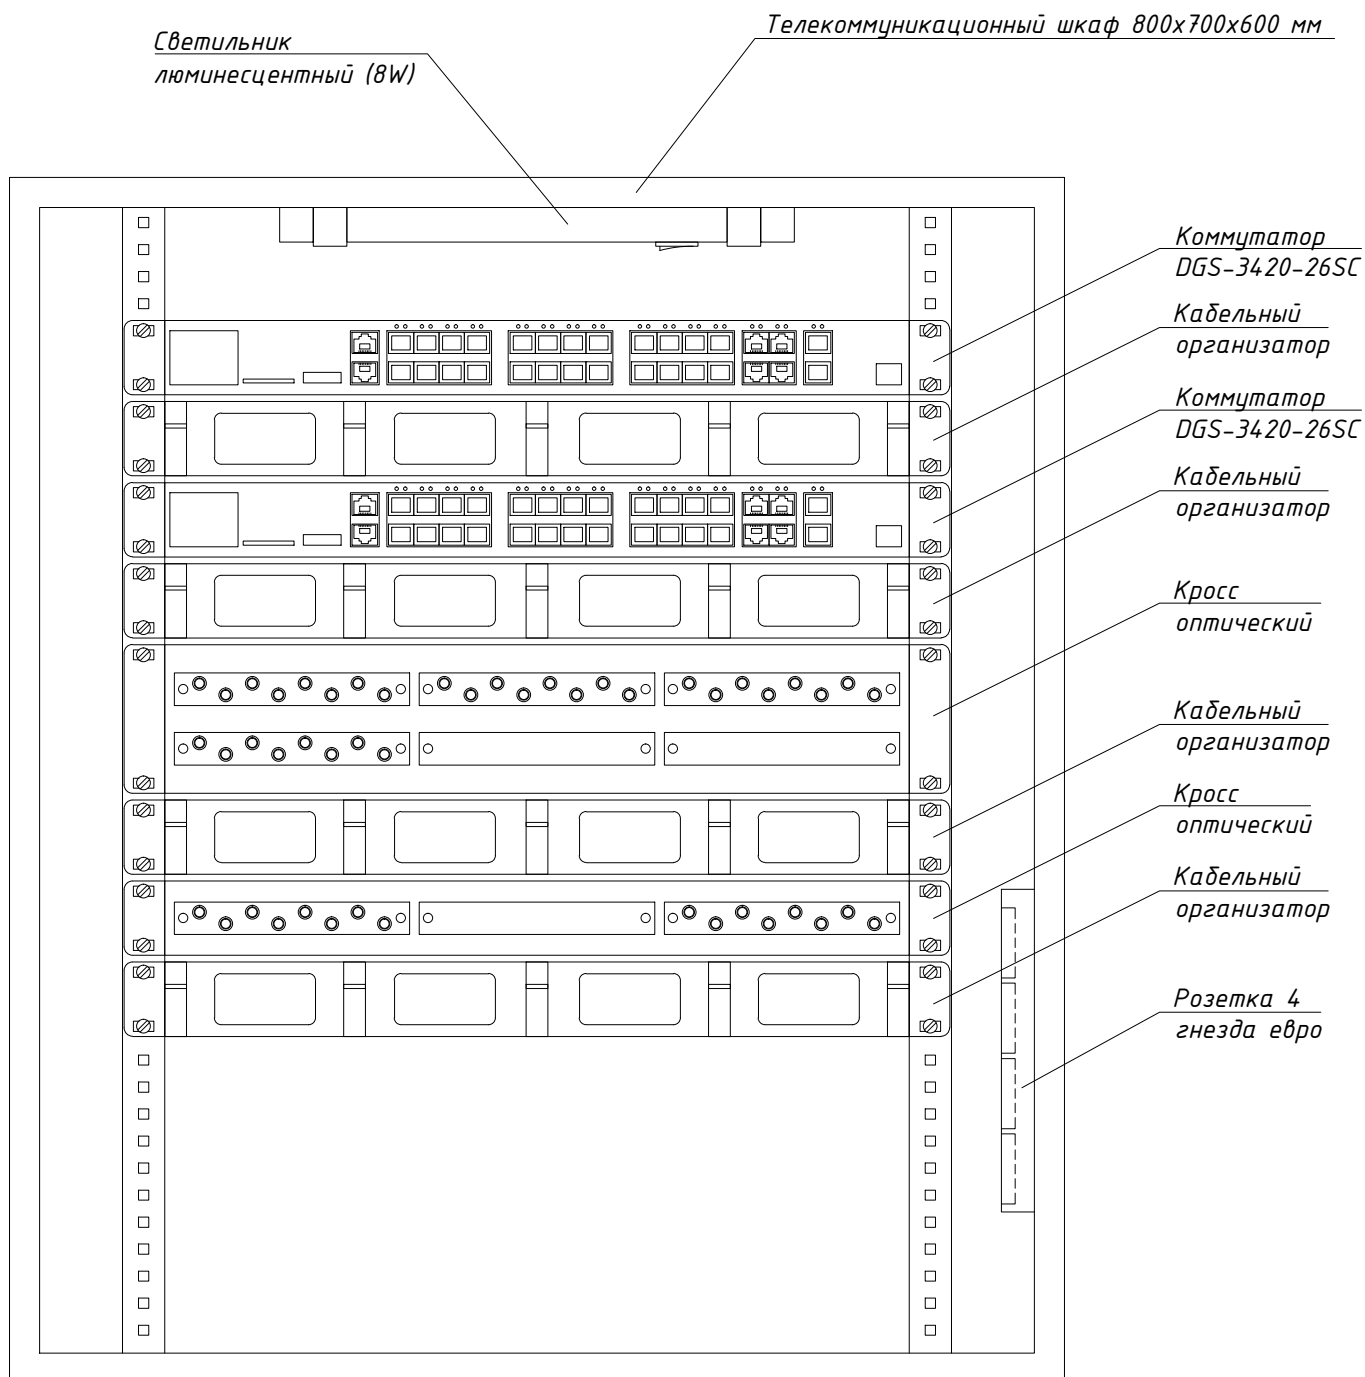 Телекоммуникационный шкаф 800х700х600 мм
Светильник
люминесцентный (8W)
Коммутатор
DGS-3420-26SC
Кабельный
организатор
Коммутатор
DGS-3420-26SC
Кабельный
организатор
Кросс
оптический
Кабельный
организатор
Кросс
оптический
Кабельный
организатор
Розетка 4
гнезда евро